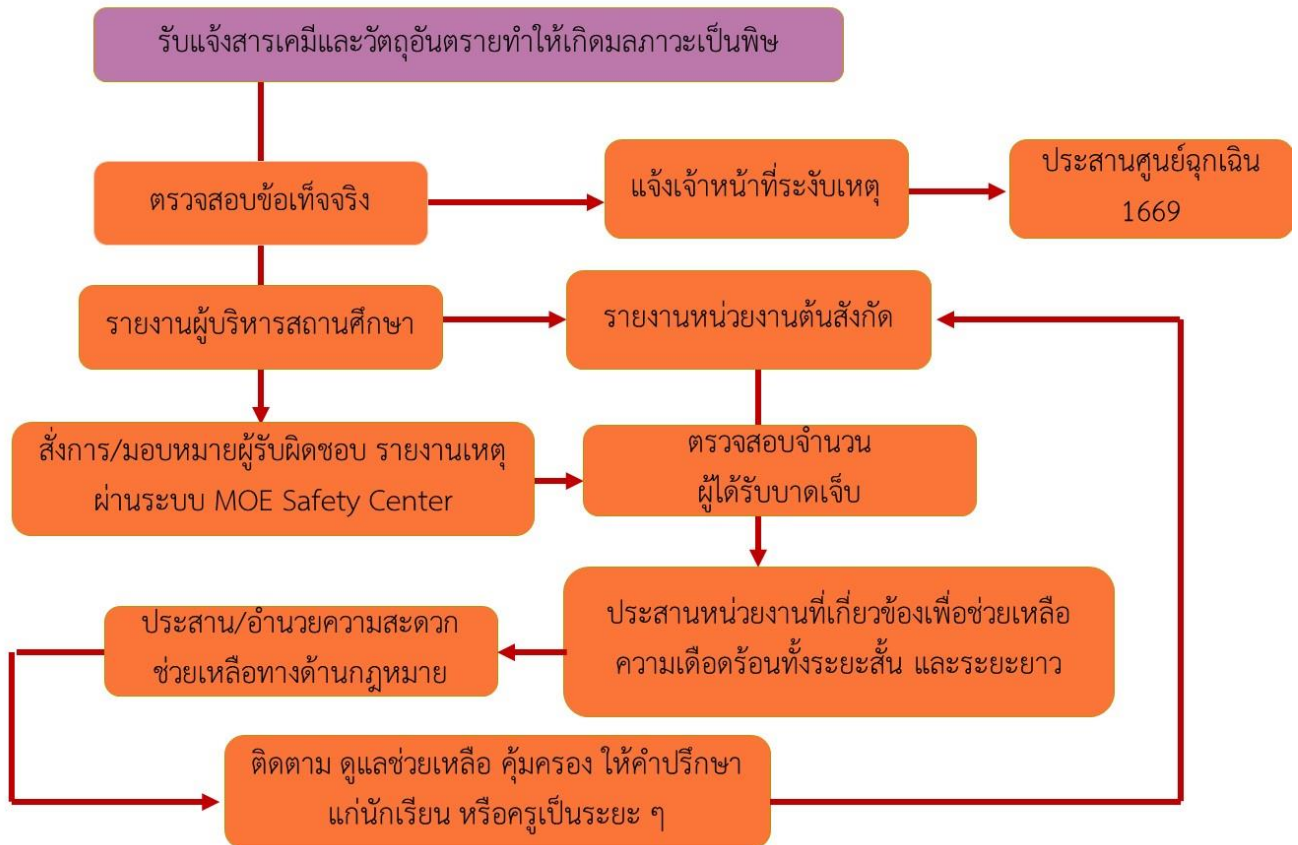 รับแจ้งสารเคมีและวัตถุอันตรายทำให้เกิดมลภาวะเป็นพิษ
ตรวจสอบข้อเท็จจริง
แจ้งเจ้าหน้าที่ระงับเหตุ
ประสานศูนย์ฉุกเฉิน
1669
รายงานผู้บริหารสถานศึกษา
รายงานหน่วยงานต้นสังกัด
สั่งการ/มอบหมายผู้รับผิดชอบ รายงานเหตุ
ผ่านระบบ MOE Safety Center
ตรวจสอบจำนวน
ผู้ได้รับบาดเจ็บ
ประสานหน่วยงานที่เกี่ยวข้องเพื่อช่วยเหลือ
ความเดือดร้อนทั้งระยะสั้น และระยะยาว
ประสาน/อำนวยความสะดวก
ช่วยเหลือทางด้านกฎหมาย
ติดตาม ดูแลช่วยเหลือ คุ้มครอง ให้คำปรึกษา
แก่นักเรียน หรือครูเป็นระยะ ๆ